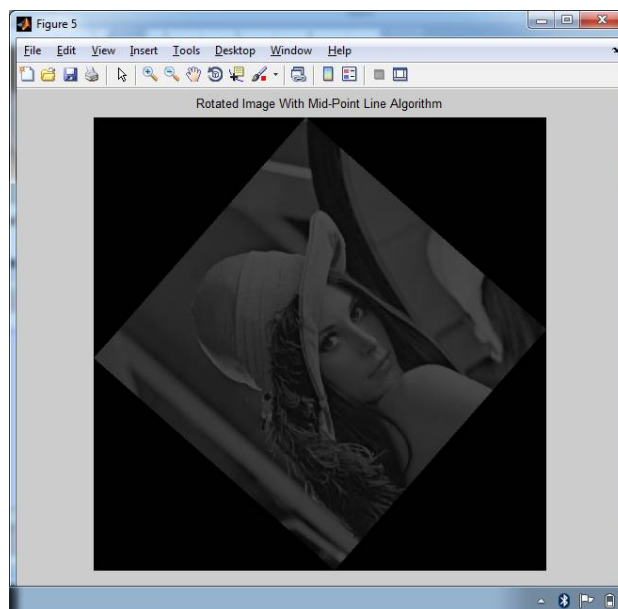 Figure 5
File Edit View Insert Tools Desktop Window Help
Rotated Image With Mid-Point Line Algorithm